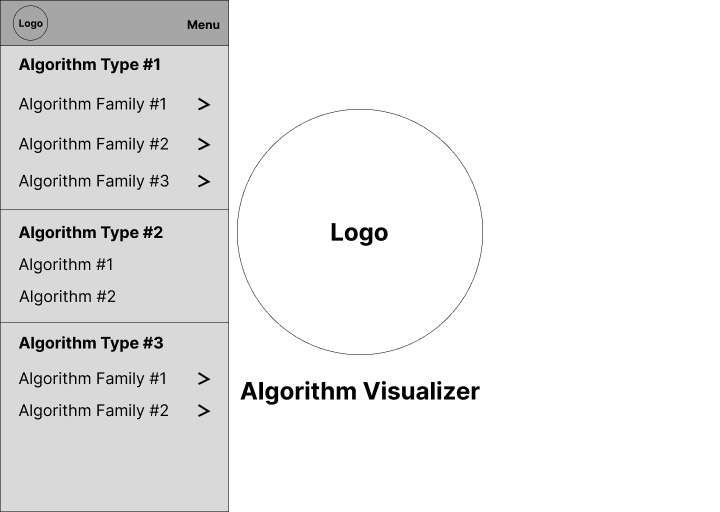 Logo
Menu
Algorithm Type #1
Algorithm Family #1 >
Algorithm Family #2 >
Algorithm Family #3 >
Algorithm Type #2
Algorithm #1
Algorithm #2
Algorithm Type #3
Algorithm Family #1 >
Algorithm Family #2 >
Logo
Algorithm Visualizer